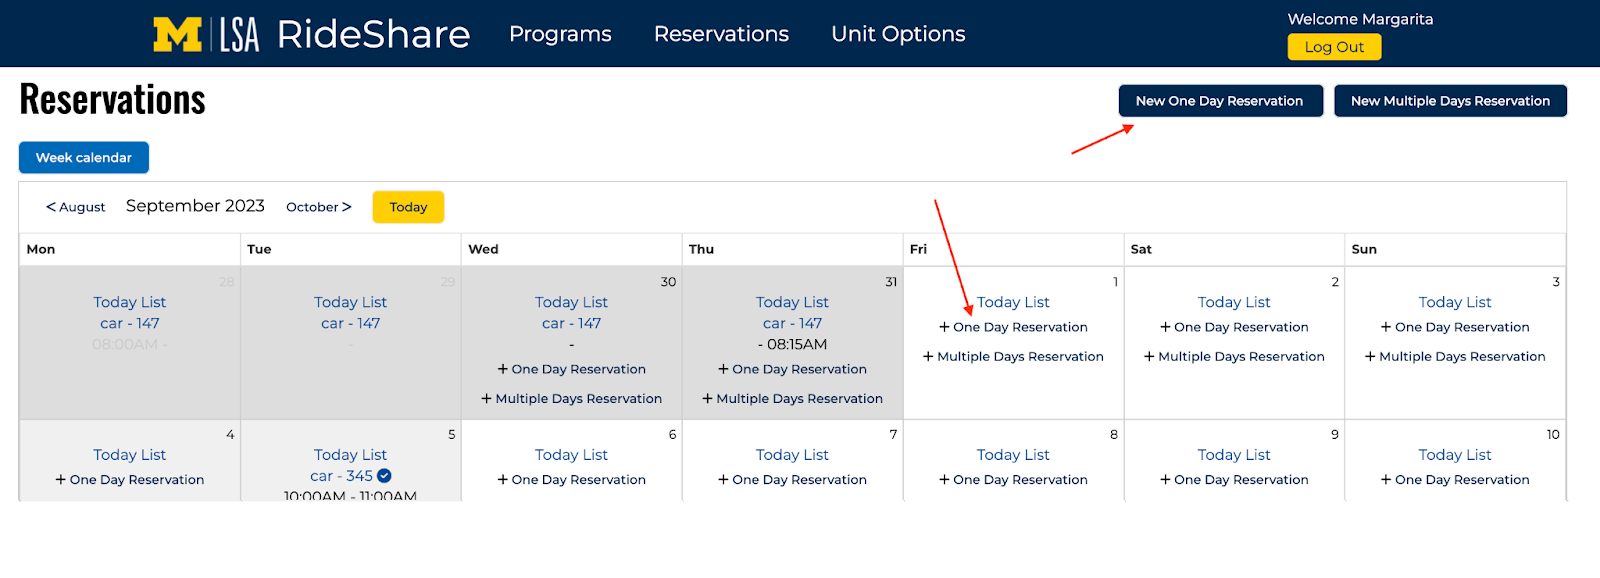 M LSA RideShare Programs Reservations Unit Options
Welcome Margarita
Log Out
Reservations
New One Day Reservation New Multiple Days Reservation
Week calendar
< August September 2023 October > Today
Mon Tue Wed Thu Fri Sat Sun
28 29 30 31 1 2 3
Today List Today List Today List Today List Today List Today List Today List
car - 147 car - 147 car - 147 car - 147 + One Day Reservation + One Day Reservation + One Day Reservation
08:00AM - - - - 08:15AM + Multiple Days Reservation + Multiple Days Reservation + Multiple Days Reservation
+ One Day Reservation + One Day Reservation
+ Multiple Days Reservation + Multiple Days Reservation
4 5 6 7 8 9 10
Today List Today List Today List Today List Today List Today List Today List
+ One Day Reservation car - 345 + One Day Reservation + One Day Reservation + One Day Reservation + One Day Reservation + One Day Reservation
10:00AM - 11:00AM